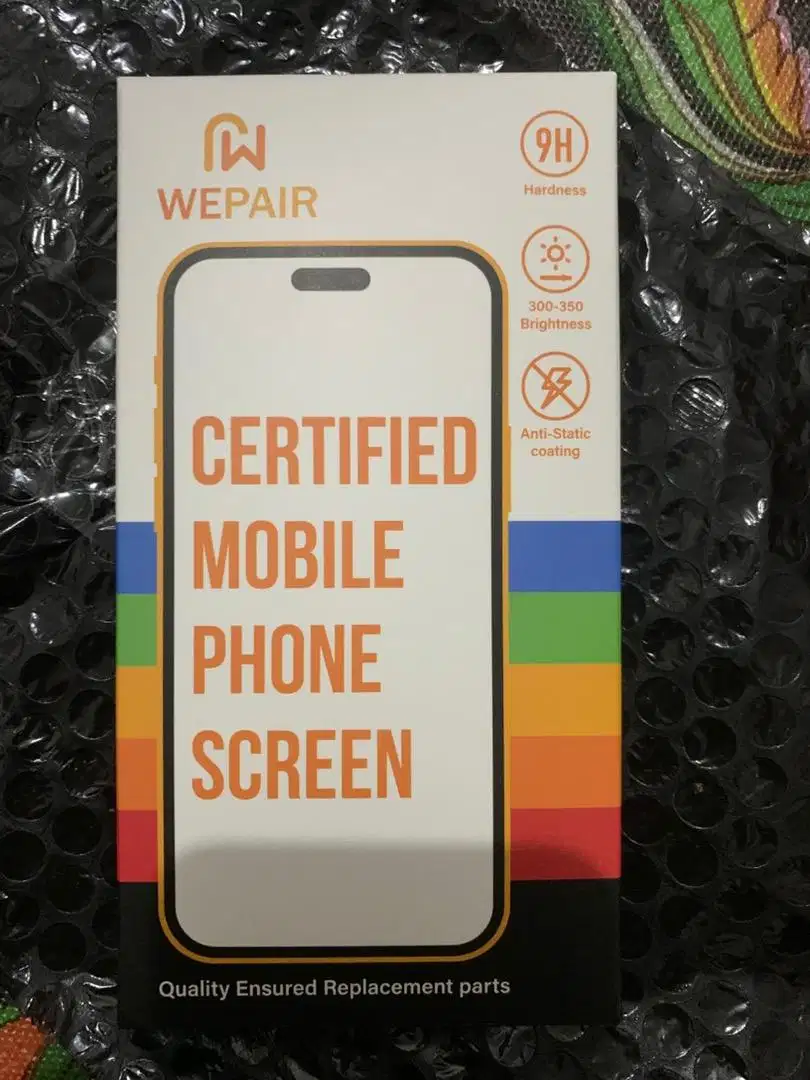 WEPAIR
9H
Hardness
300-350
Brightness
Anti-Static
coating
CERTIFIED
MOBILE
PHONE
SCREEN
Quality Ensured Replacement parts